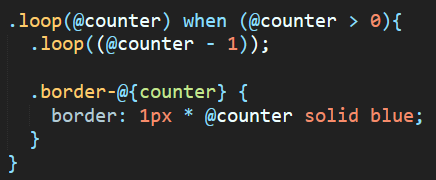 .loop(@counter) when (@counter > 0){
.loop((@counter - 1));
.border-@{counter} {
border: 1px * @counter solid blue;
}
}